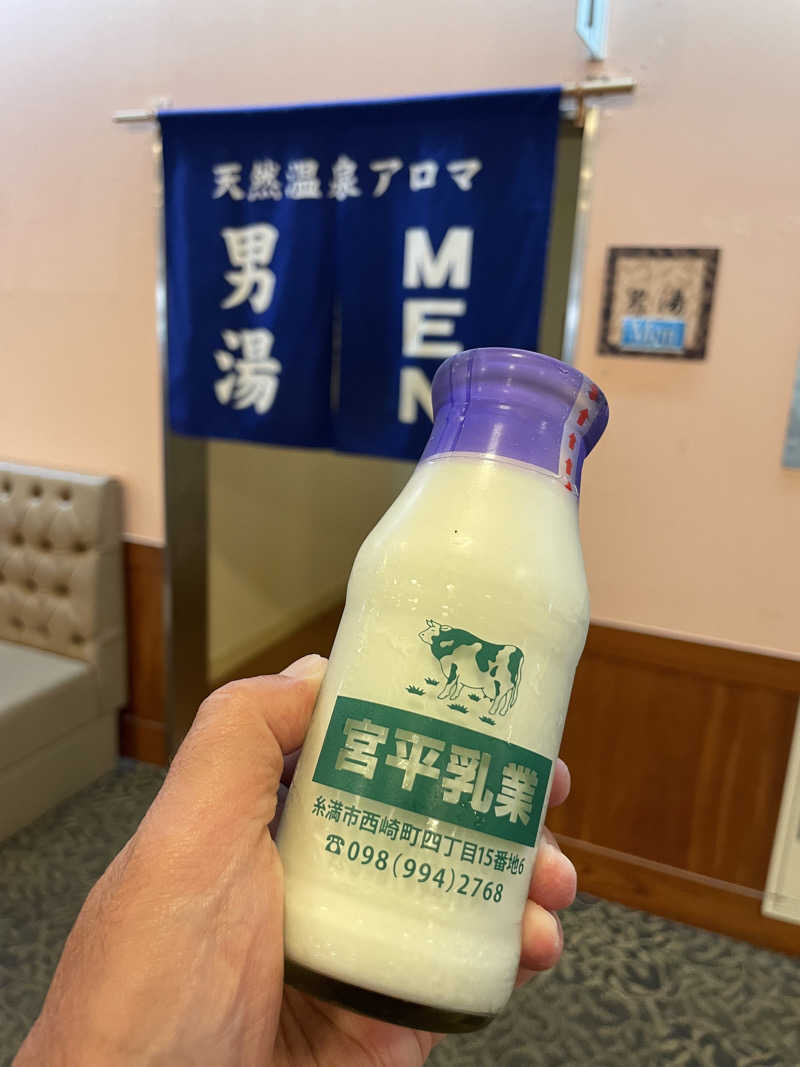 天然温泉アロマ
男湯
MEN
男湯
MEN
宮平乳業
糸満市西崎町四丁目15番地6
☎098(994)2768